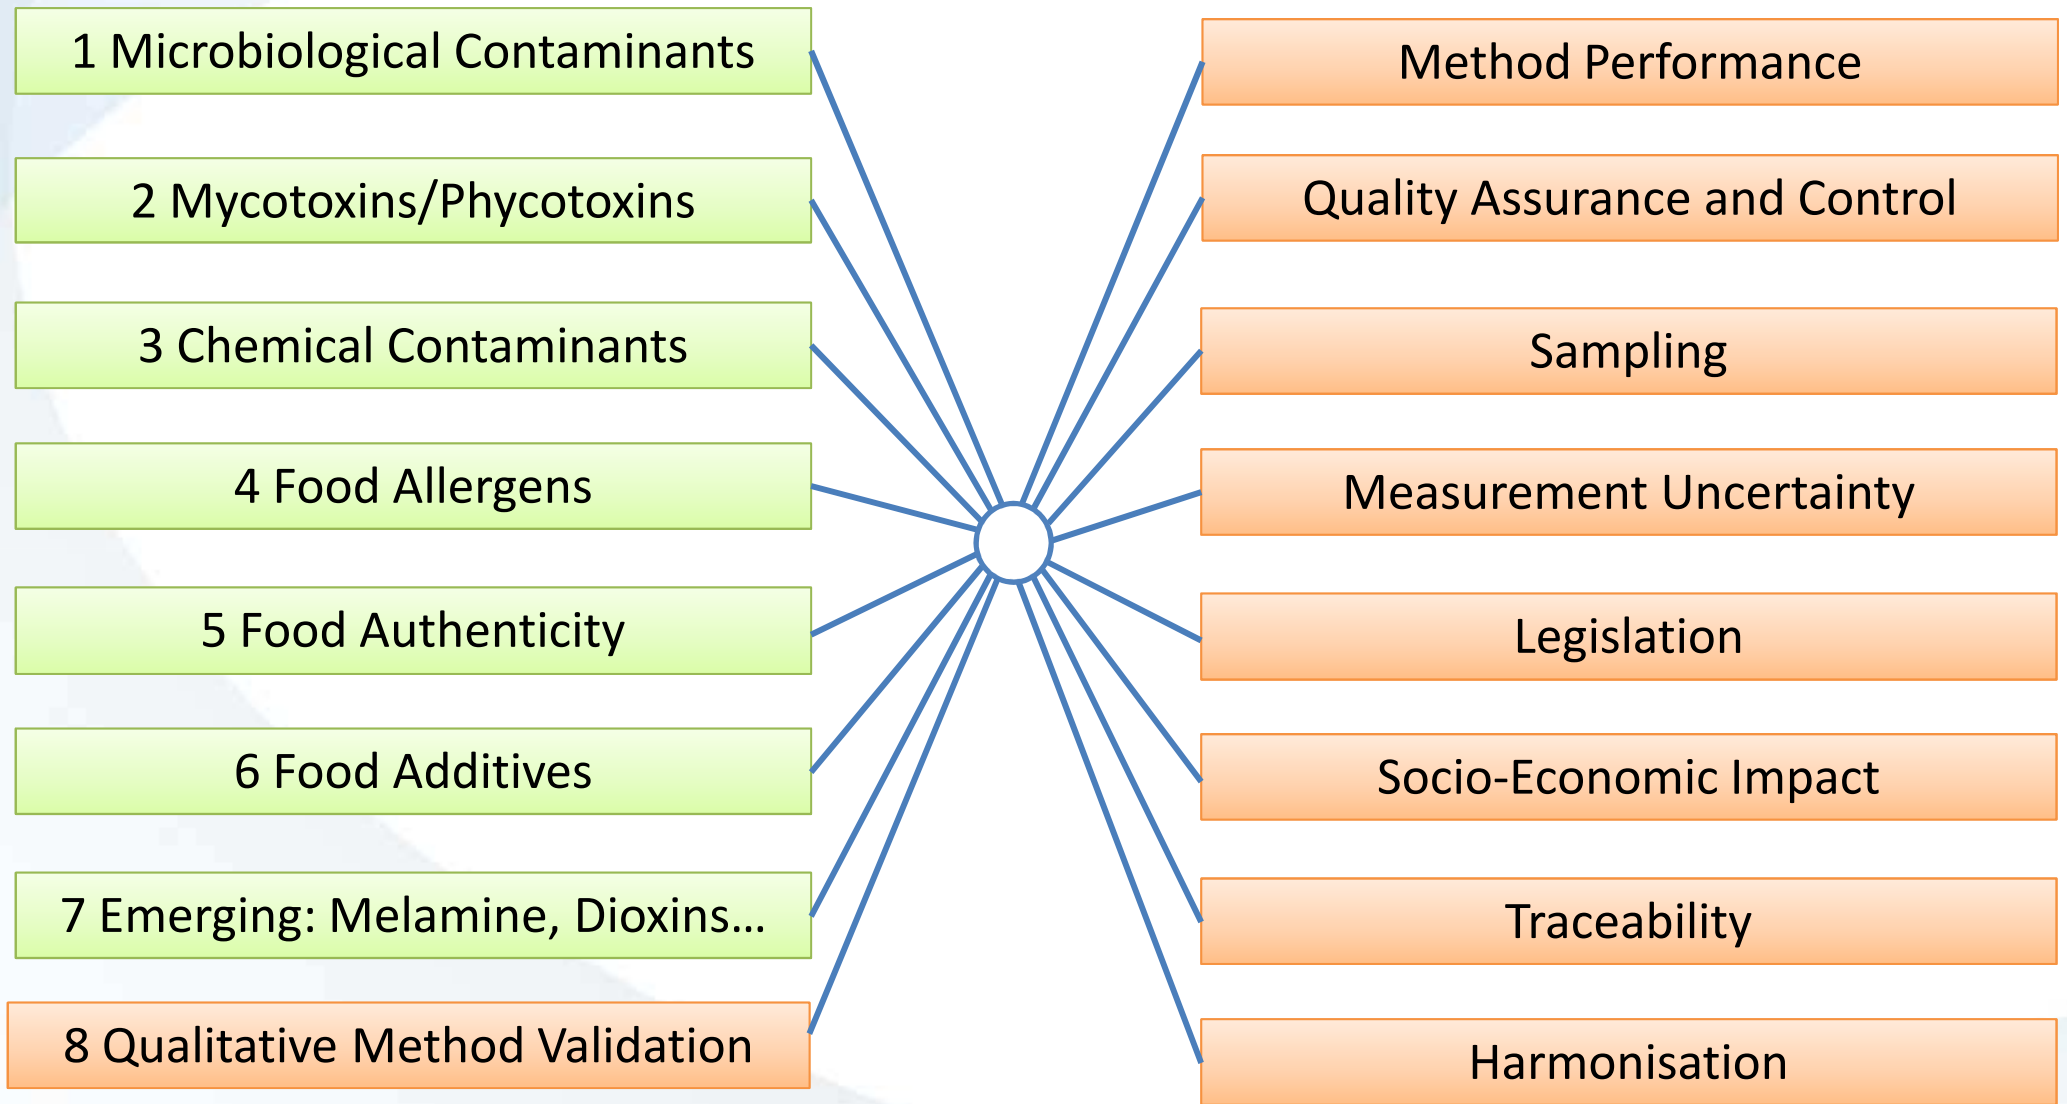 1 Microbiological Contaminants
2 Mycotoxins/Phycotoxins
3 Chemical Contaminants
4 Food Allergens
5 Food Authenticity
6 Food Additives
7 Emerging: Melamine, Dioxins…
8 Qualitative Method Validation
Method Performance
Quality Assurance and Control
Sampling
Measurement Uncertainty
Legislation
Socio-Economic Impact
Traceability
Harmonisation